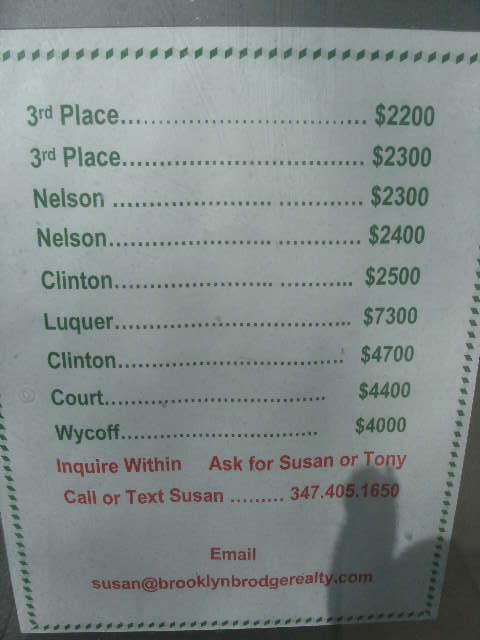 3rd Place............................... $2200
3rd Place............................... $2300
Nelson .................... ............ $2300
Nelson....................... ............ $2400
Clinton....................... ........... $2500
Luquer.................................. $7300
Clinton................................. $4700
Court................................ $4400
Wycoff............................ $4000
Inquire Within Ask for Susan or Tony
Call or Text Susan ......... 347.405.1650
Email
susan@brooklynbrodgerealty.com